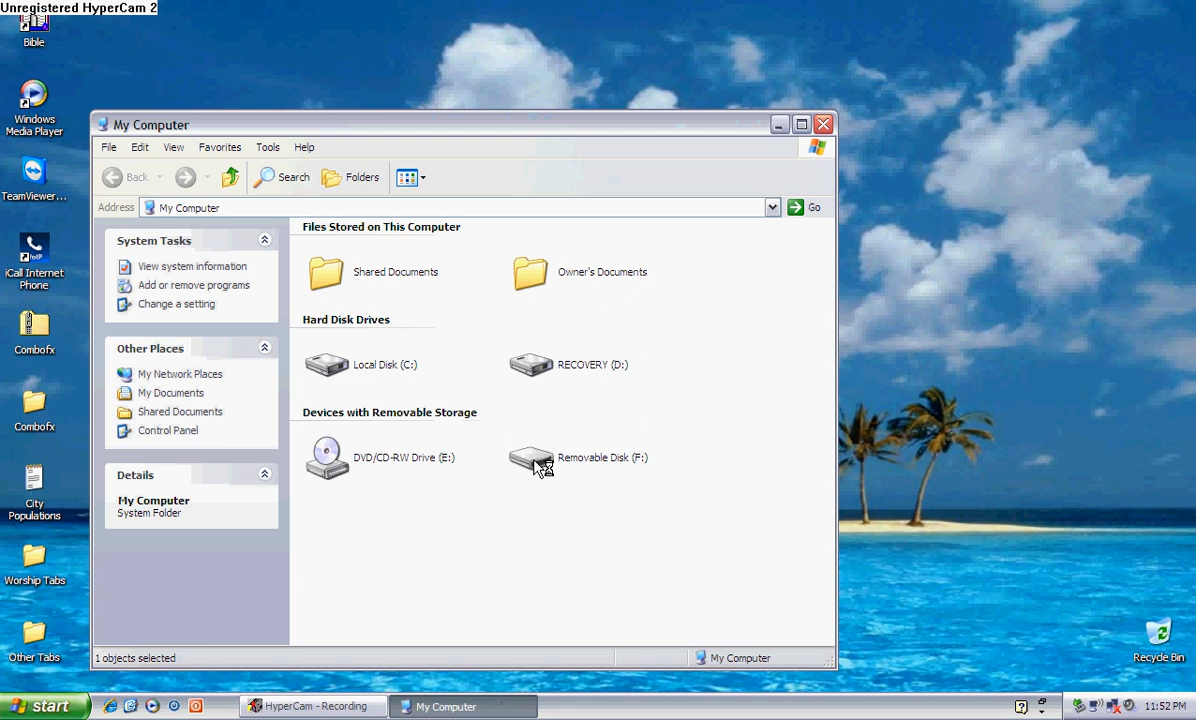 Unregistered HyperCam 2
Bible
Windows
Media Player
TeamViewer...
iCall Internet
Phone
Combofx
Combofx
City
Populations
Worship Tabs
Other Tabs
My Computer
File Edit View Favorites Tools Help
Back Search Folders
Address My Computer Go
System Tasks
View system information
Add or remove programs
Change a setting
Other Places
My Network Places
My Documents
Shared Documents
Control Panel
Details
My Computer
System Folder
Files Stored on This Computer
Shared Documents Owner's Documents
Hard Disk Drives
Local Disk (C:) RECOVERY (D:)
Devices with Removable Storage
DVD/CD-RW Drive (E:) Removable Disk (F:)
1 objects selected My Computer
Recycle Bin
start HyperCam - Recording My Computer 11:52 PM